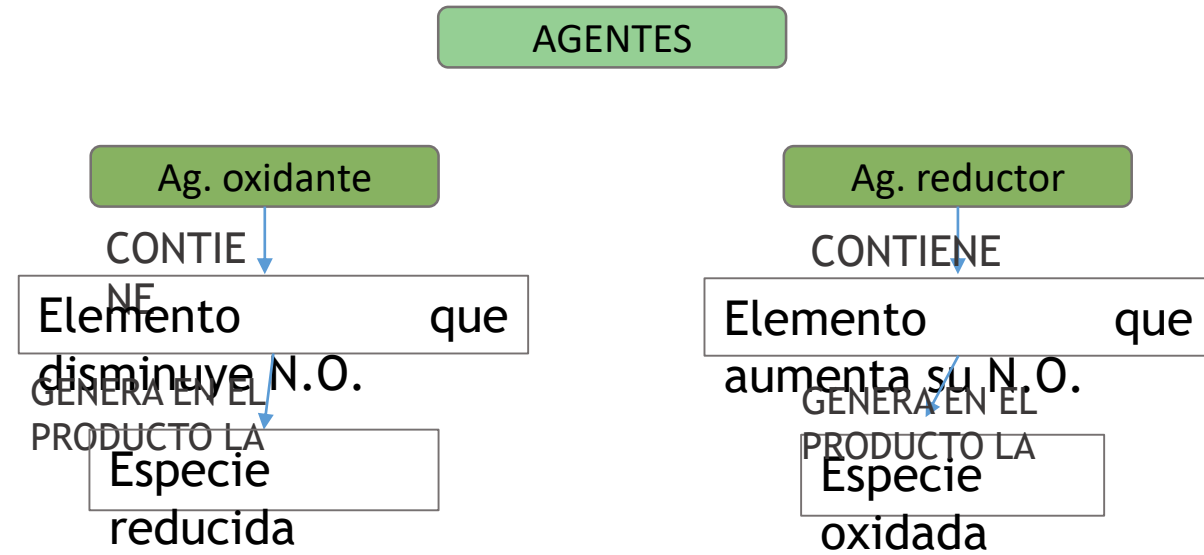 AGENTES
Ag. oxidante
CONTIE
NE
Elemento que
disminuye N.O.
GENERA EN EL
PRODUCTO LA
Especie
reducida
Ag. reductor
CONTIENE
Elemento que
aumenta su N.O.
GENERA EN EL
PRODUCTO LA
Especie
oxidada